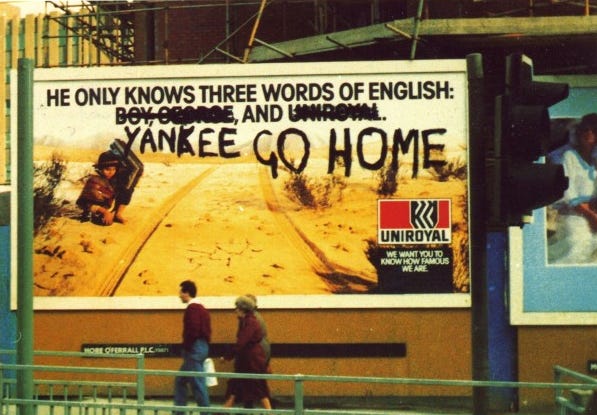 HE ONLY KNOWS THREE WORDS OF ENGLISH:
BOY, GEORGE, AND UNIROYAL.
YANKEE GO HOME
UNIROYAL
WE WANT YOU TO
KNOW HOW FAMOUS
WE ARE.
MORE O'FERRALL P.L.C.